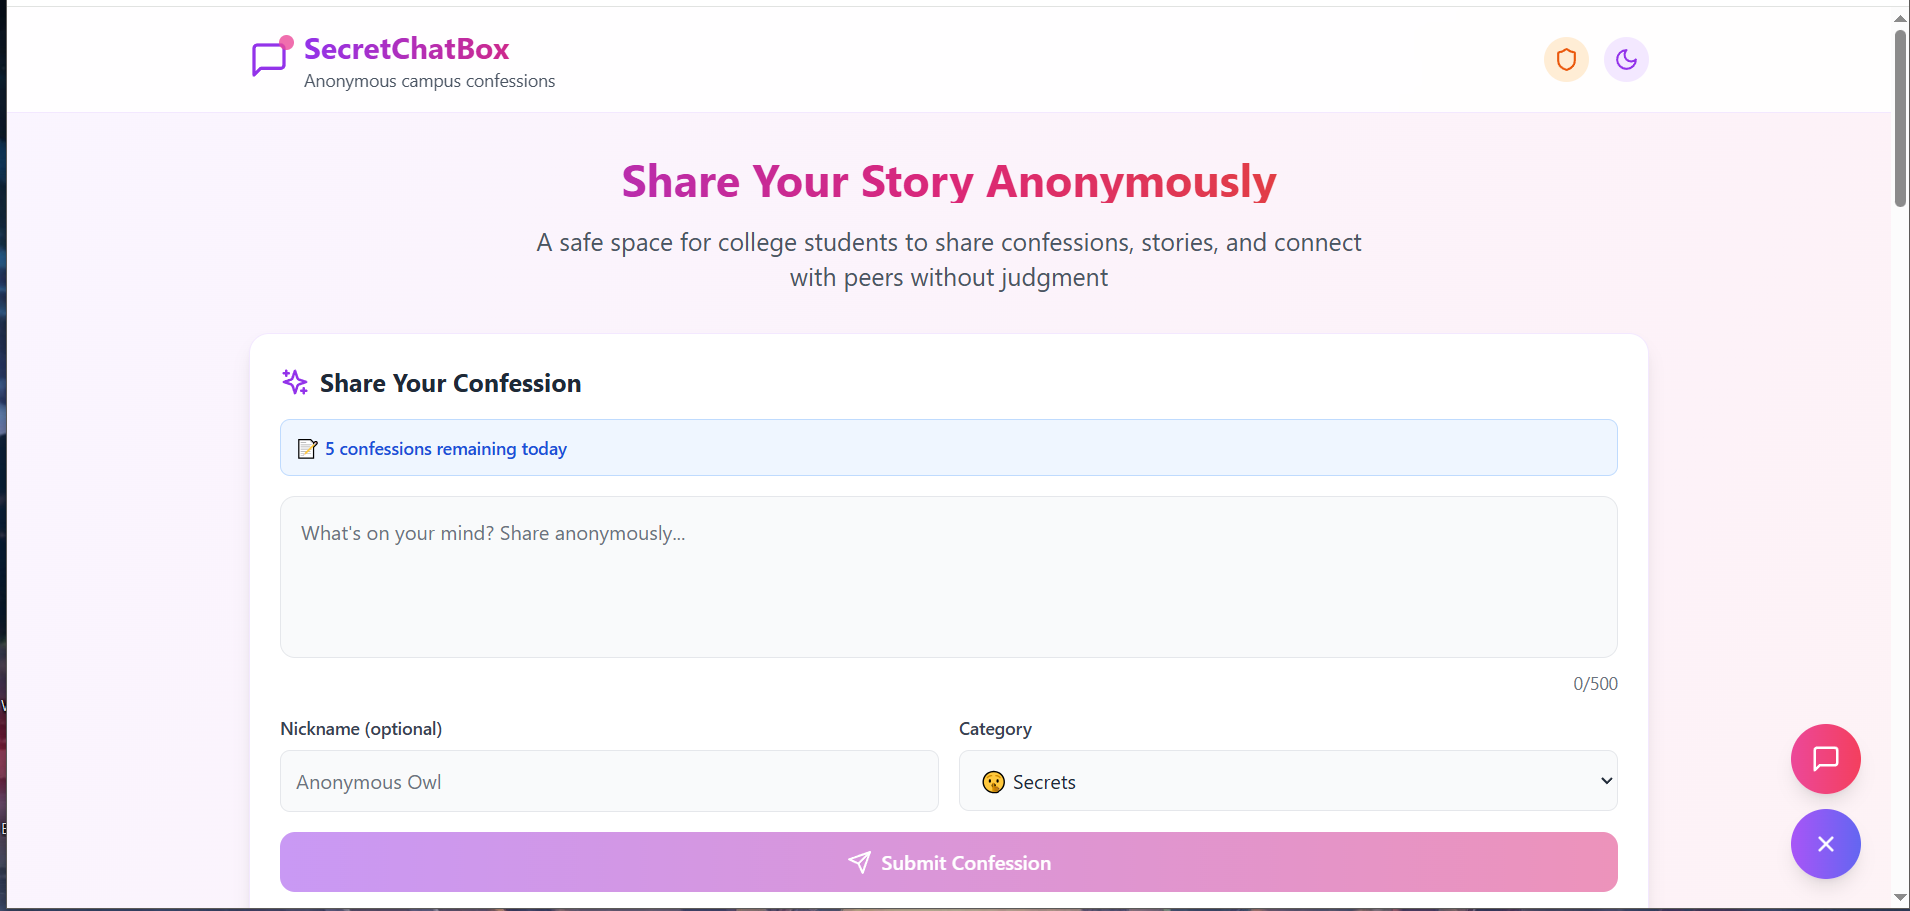 SecretChatBox
Anonymous campus confessions
Share Your Story Anonymously
A safe space for college students to share confessions, stories, and connect
with peers without judgment
Share Your Confession
5 confessions remaining today
What's on your mind? Share anonymously...
0/500
Nickname (optional)
Category
Anonymous Owl
Secrets
Submit Confession